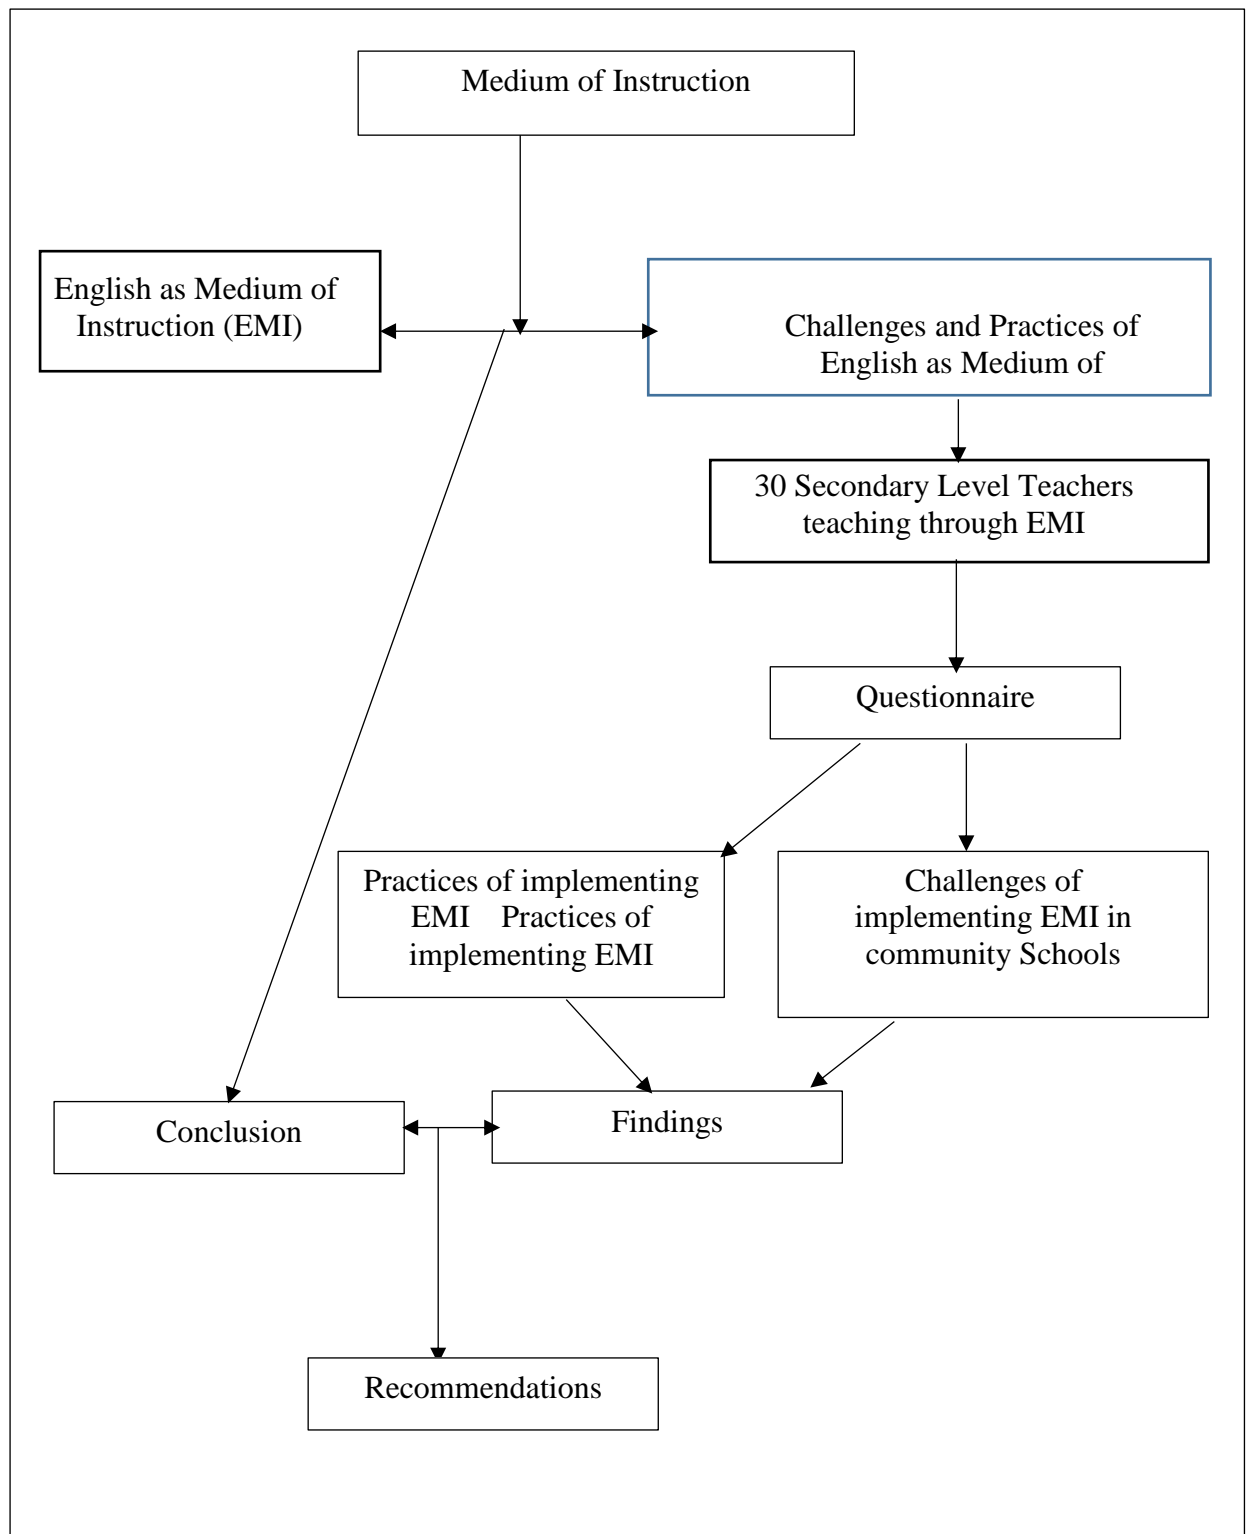 Medium of Instruction
English as Medium of
Instruction (EMI)
Challenges and Practices of
English as Medium of
30 Secondary Level Teachers
teaching through EMI
Questionnaire
Practices of implementing
EMI    Practices of
implementing EMI
Challenges of
implementing EMI in
community Schools
Conclusion
Findings
Recommendations